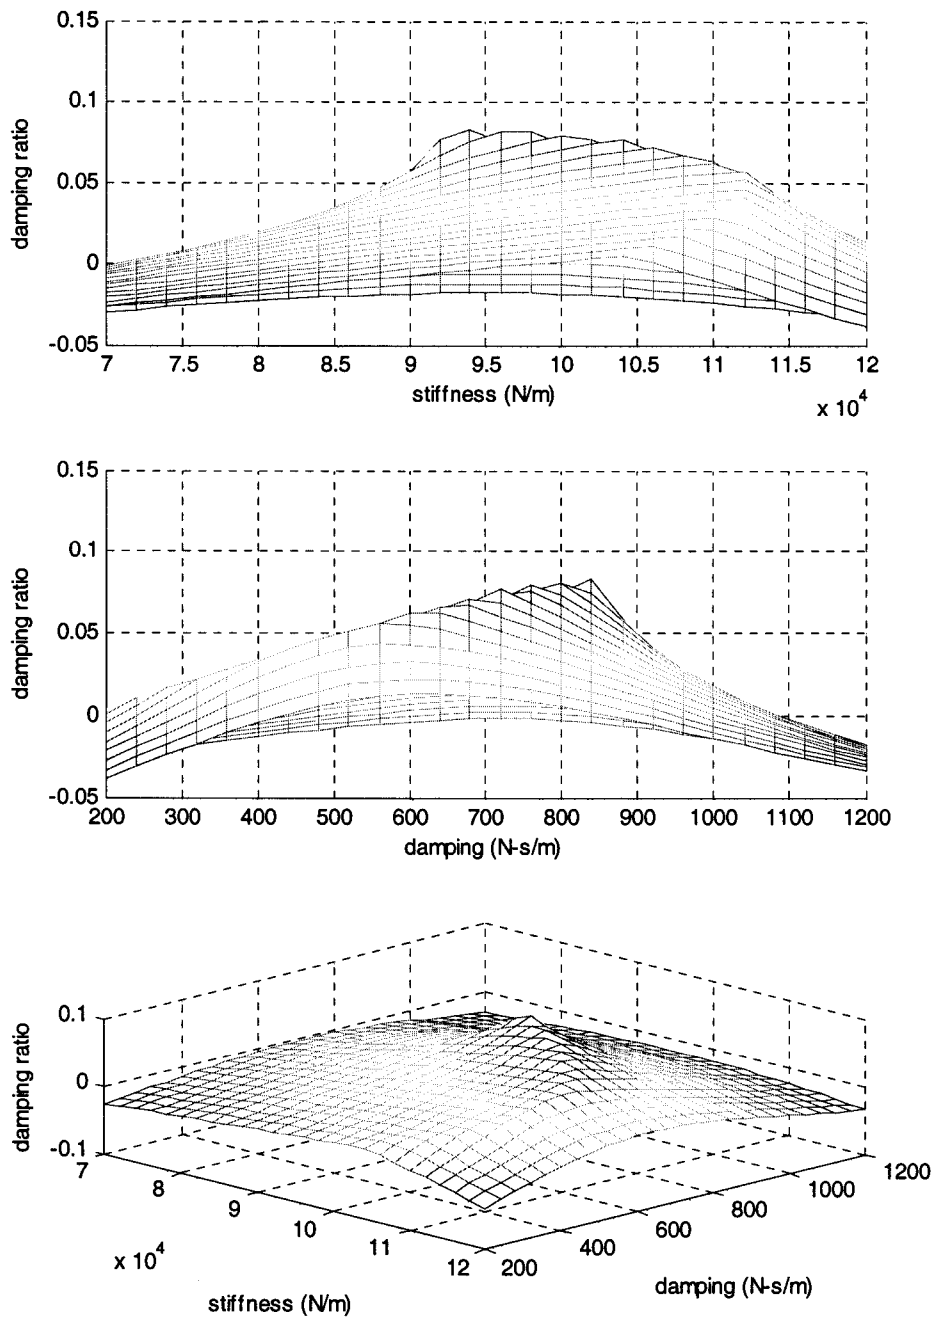 0.15
0.1
0.05
0
-0.05
damping ratio
7 7.5 8 8.5 9 9.5 10 10.5 11 11.5 12
stiffness (N/m)
x 10^4
0.15
0.1
0.05
0
-0.05
damping ratio
200 300 400 500 600 700 800 900 1000 1100 1200
damping (N-s/m)
0.1
0
-0.1
damping ratio
7 8 9 10 11 12
x 10^4
stiffness (N/m)
200 400 600 800 1000 1200
damping (N-s/m)